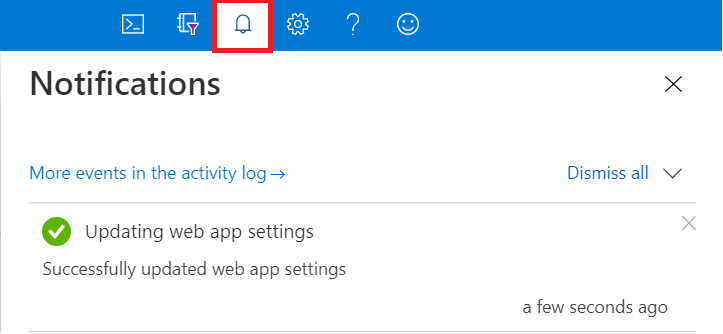 Notifications
More events in the activity log → Dismiss all
Updating web app settings
Successfully updated web app settings
a few seconds ago